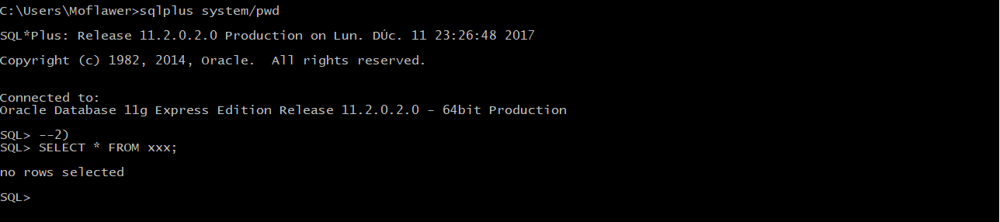 C:\Users\Moflawer>sqlplus system/pwd
SQL*Plus: Release 11.2.0.2.0 Production on Lun. DÚc. 11 23:26:48 2017
Copyright (c) 1982, 2014, Oracle.  All rights reserved.
Connected to:
Oracle Database 11g Express Edition Release 11.2.0.2.0 - 64bit Production
SQL> --2)
SQL> SELECT * FROM xxx;
no rows selected
SQL>